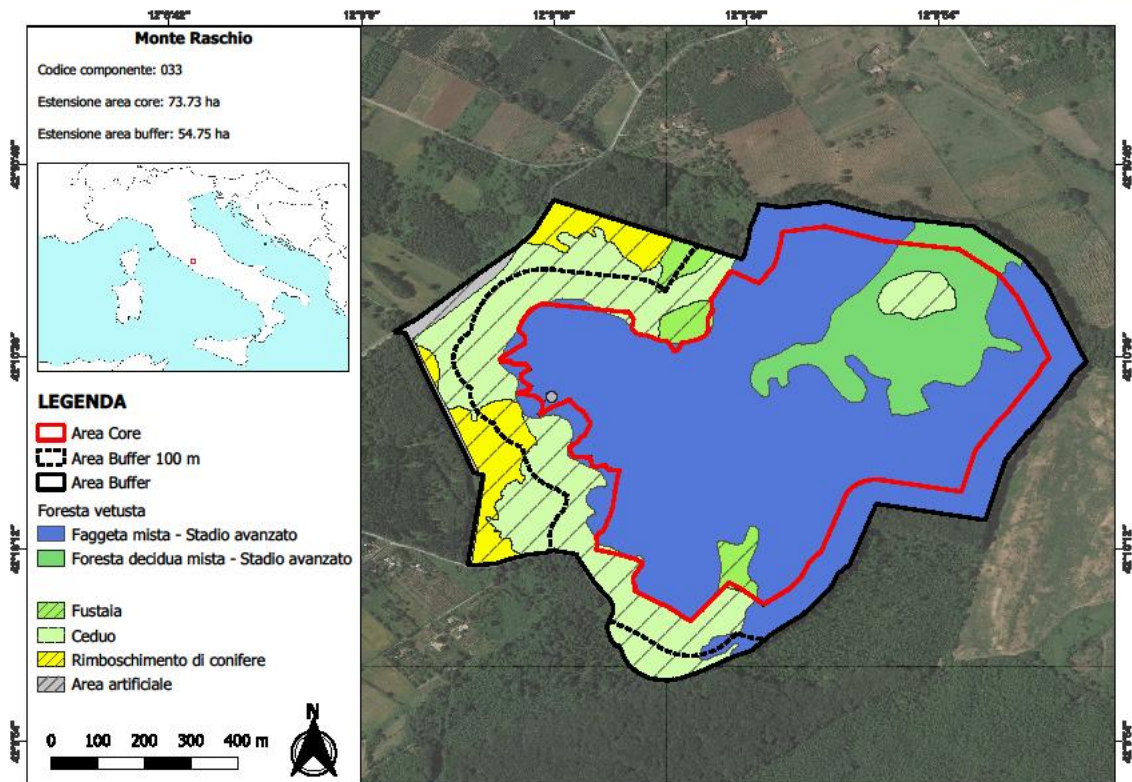 Monte Raschio
Codice componente: 033
Estensione area core: 73.73 ha
Estensione area buffer: 54.75 ha
LEGENDA
Area Core
Area Buffer 100 m
Area Buffer
Foresta vetusta
Faggeta mista - Stadio avanzato
Foresta decidua mista - Stadio avanzato
Fustaia
Ceduo
Rimboschimento di conifere
Area artificiale
N
0 100 200 300 400 m